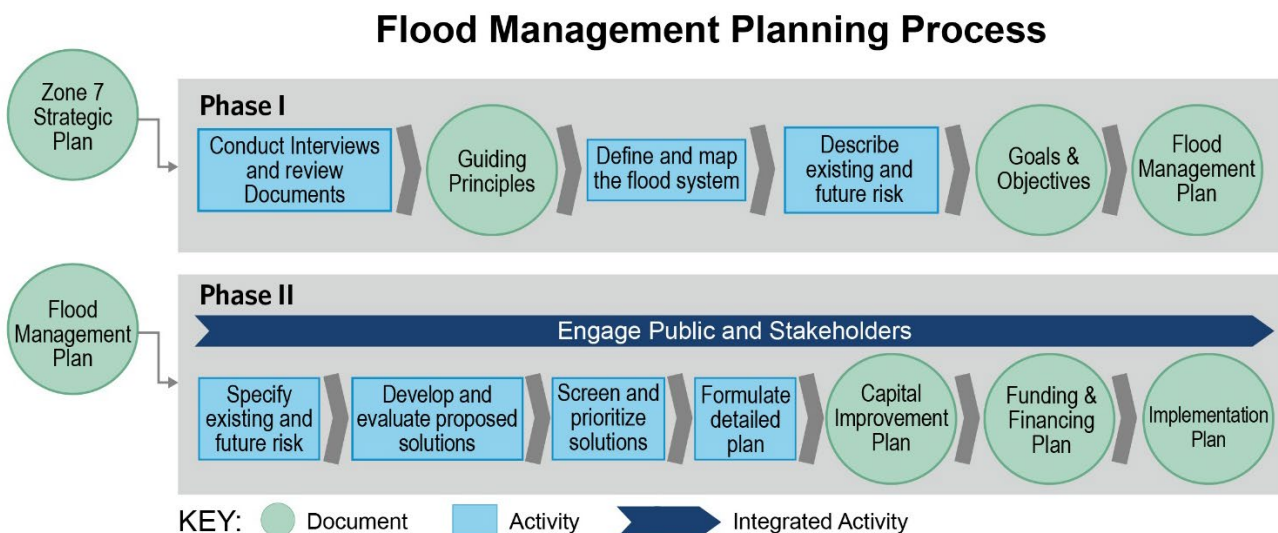 Flood Management Planning Process
Zone 7
Strategic
Plan
Phase I
Conduct Interviews
and review
Documents
Guiding
Principles
Define and map
the flood system
Describe
existing and
future risk
Goals &
Objectives
Flood
Management
Plan
Flood
Management
Plan
Phase II
Engage Public and Stakeholders
Specify
existing and
future risk
Develop and
evaluate proposed
solutions
Screen and
prioritize
solutions
Formulate
detailed
plan
Capital
Improvement
Plan
Funding &
Financing
Plan
Implementation
Plan
KEY:
Document
Activity
Integrated Activity